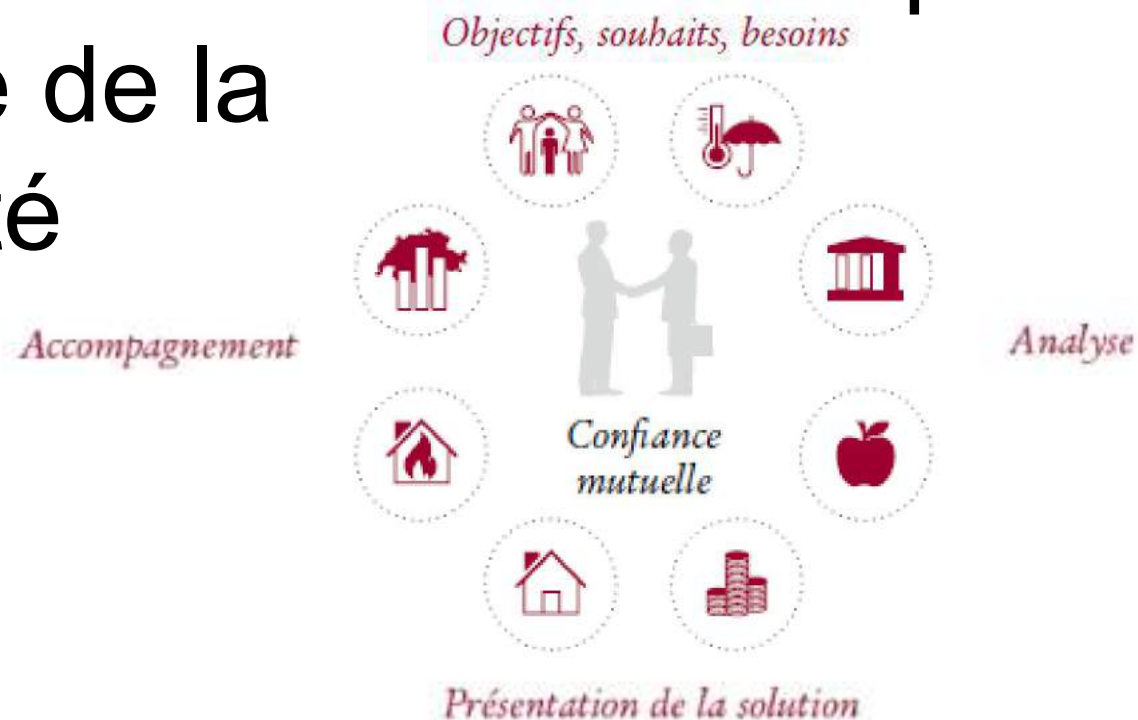 Objectifs, souhaits, besoins
de la
té
Accompagnement
Analyse
Confiance
mutuelle
Présentation de la solution